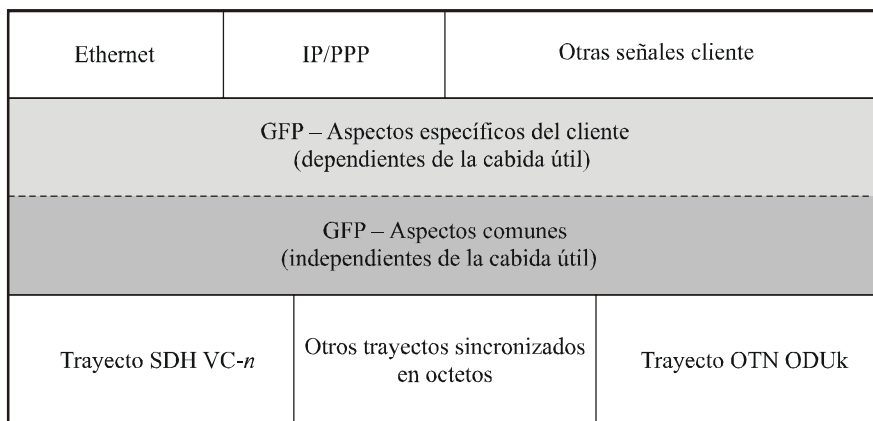 Ethernet
IP/PPP
Otras señales cliente
GFP – Aspectos específicos del cliente
(dependientes de la cabida útil)
GFP – Aspectos comunes
(independientes de la cabida útil)
Trayecto SDH VC-n
Otros trayectos sincronizados
en octetos
Trayecto OTN ODUk